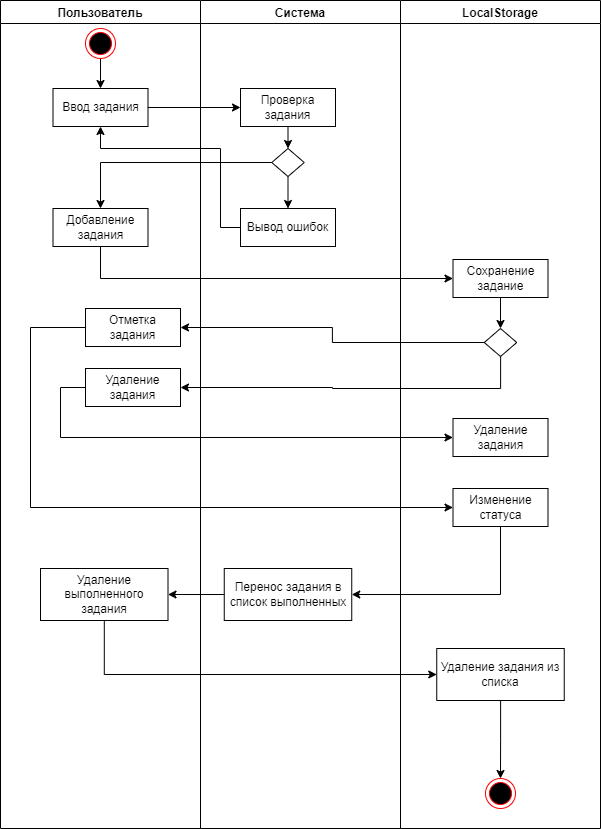 Пользователь
Система
LocalStorage
Ввод задания
Проверка
задания
Добавление
задания
Вывод ошибок
Сохранение
задание
Отметка
задания
Удаление
задания
Удаление
задания
Изменение
статуса
Удаление
выполненного
задания
Перенос задания в
список выполненных
Удаление задания из
списка